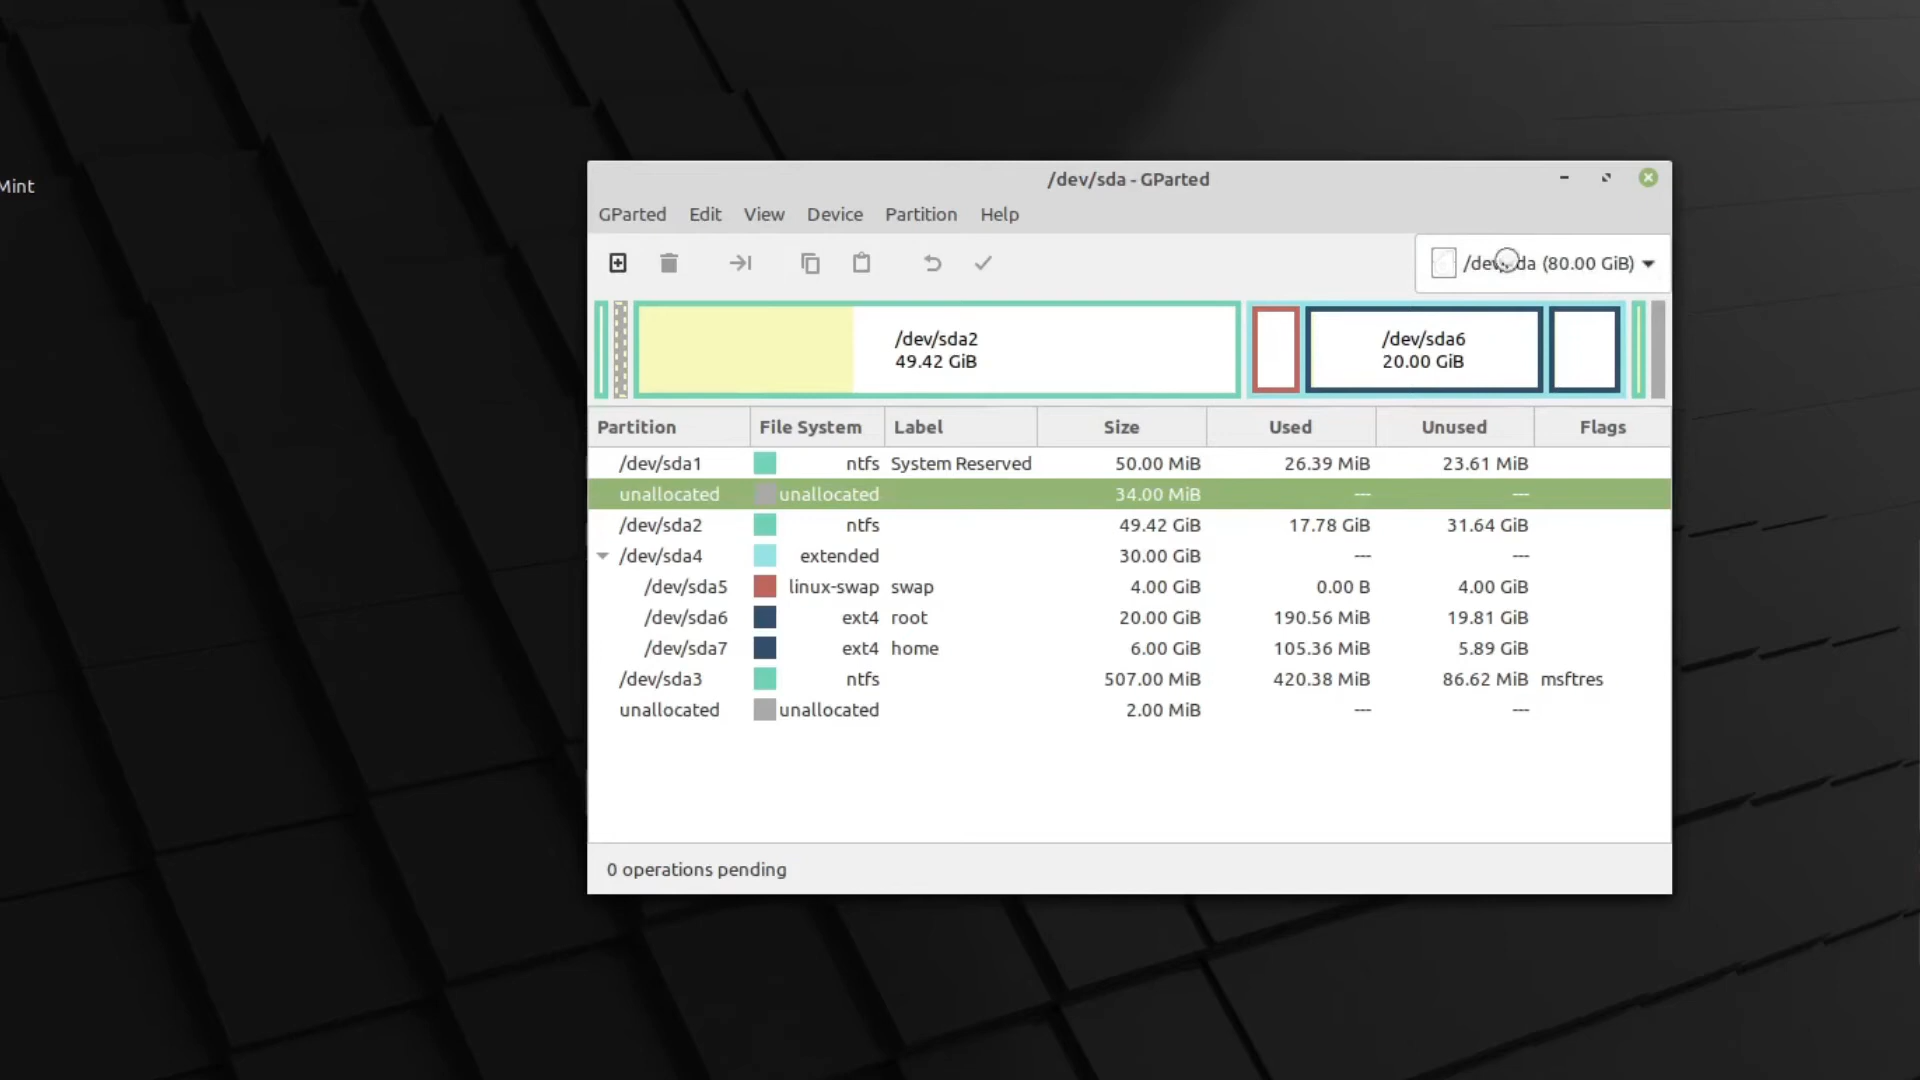 Mint
/dev/sda - GParted
GParted Edit View Device Partition Help
(80.00 GiB)
/dev/sda2
49.42 GiB
/dev/sda6
20.00 GiB
Partition File System Label Size Used Unused Flags
/dev/sda1 ntfs System Reserved 50.00 MiB 26.39 MiB 23.61 MiB
unallocated unallocated 34.00 MiB --- ---
/dev/sda2 ntfs 49.42 GiB 17.78 GiB 31.64 GiB
/dev/sda4 extended 30.00 GiB --- ---
/dev/sda5 linux-swap swap 4.00 GiB 0.00 B 4.00 GiB
/dev/sda6 ext4 root 20.00 GiB 190.56 MiB 19.81 GiB
/dev/sda7 ext4 home 6.00 GiB 105.36 MiB 5.89 GiB
/dev/sda3 ntfs 507.00 MiB 420.38 MiB 86.62 MiB msftres
unallocated unallocated 2.00 MiB --- ---
0 operations pending